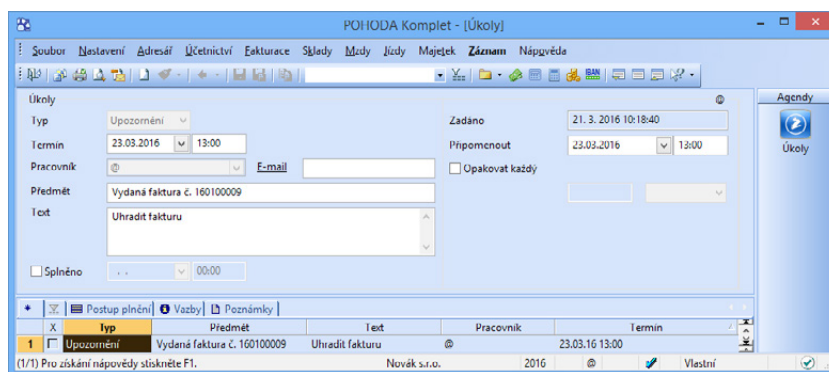 POHODA Komplet - [Úkoly]
Soubor Nastavení Adresář Účetnictví Fakturace Sklady Mzdy Jízdy Majetek Záznam Nápověda
Úkoly @
Agendy
Typ Upozornění Zadáno 21. 3. 2016 10:18:40
Termín 23.03.2016 13:00 Připomenout 23.03.2016 13:00
Úkoly
Pracovník @ E-mail Opakovat každý
Předmět Vydaná faktura č. 160100009
Text Uhradit fakturu
Splněno . . 00:00
* Postup plnění Vazby Poznámky
X Typ Předmět Text Pracovník Termín
1 Upozornění Vydaná faktura č. 160100009 Uhradit fakturu @ 23.03.16 13:00
(1/1) Pro získání nápovědy stiskněte F1. Novák s.r.o. 2016 @ Vlastní